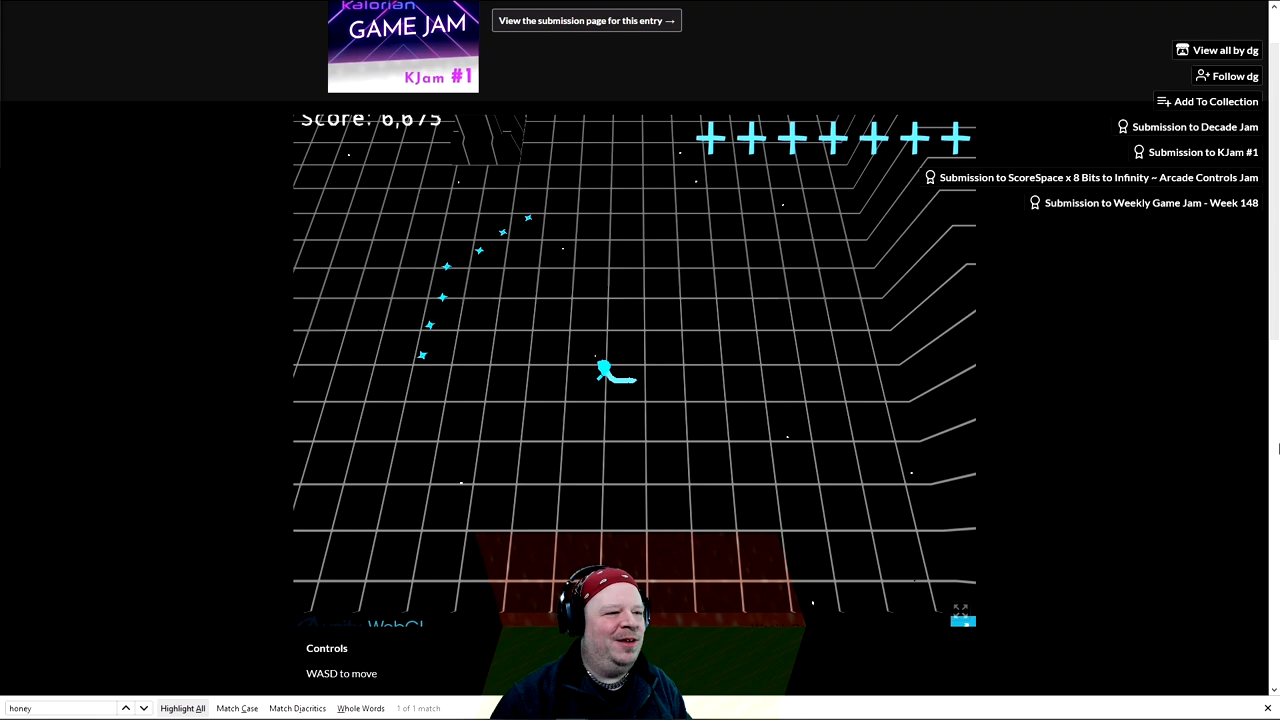 kalorian
GAME JAM
KJam #1
View the submission page for this entry →
View all by dg
Follow dg
Add To Collection
Submission to Decade Jam
Submission to KJam #1
Submission to ScoreSpace x 8 Bits to Infinity ~ Arcade Controls Jam
Submission to Weekly Game Jam - Week 148
Score: 6,675
WebGL
Controls
WASD to move
honey
Highlight All
Match Case
Match Diacritics
Whole Words
1 of 1 match